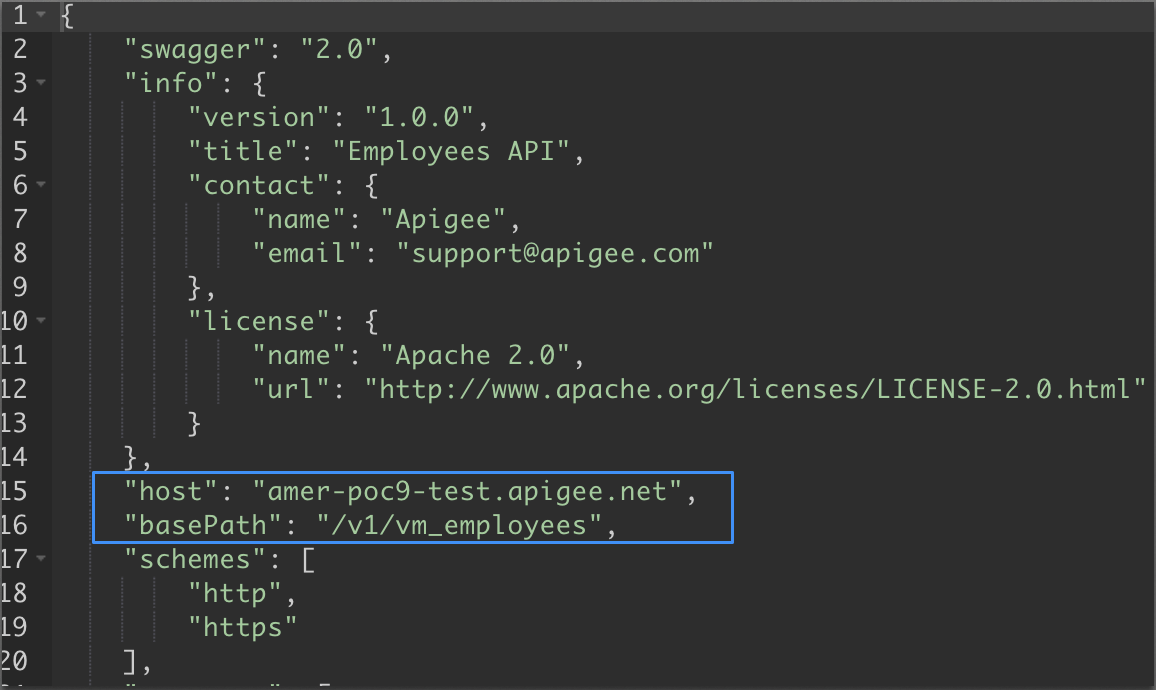 1 {
2 "swagger": "2.0",
3 "info": {
4 "version": "1.0.0",
5 "title": "Employees API",
6 "contact": {
7 "name": "Apigee",
8 "email": "support@apigee.com"
9 },
10 "license": {
11 "name": "Apache 2.0",
12 "url": "http://www.apache.org/licenses/LICENSE-2.0.html"
13 }
14 },
15 "host": "amer-poc9-test.apigee.net",
16 "basePath": "/v1/vm_employees",
17 "schemes": [
18 "http",
19 "https"
20 ],